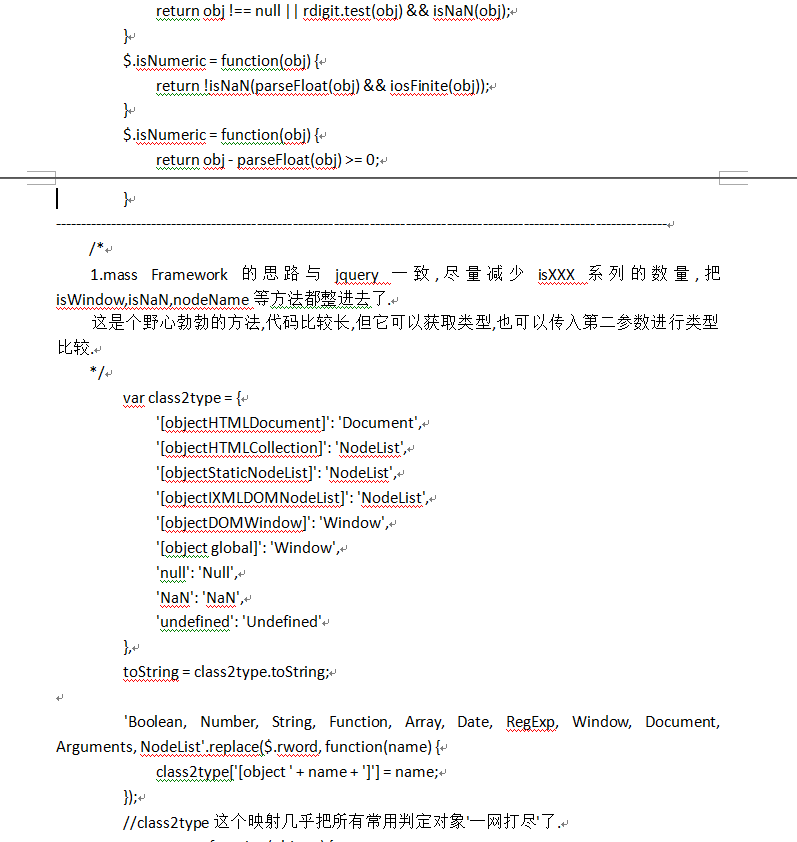 return obj !== null || rdigit.test(obj) && isNaN(obj);
}
$.isNumeric = function(obj) {
return !isNaN(parseFloat(obj) && iosFinite(obj));
}
$.isNumeric = function(obj) {
return obj - parseFloat(obj) >= 0;
}
------------------------------------------------------------------------------------------------------------------------
/*
1.mass Framework 的思路与 jquery 一致,尽量减少 isXXX 系列的数量,把
isWindow,isNaN,nodeName 等方法都整进去了.
这是个野心勃勃的方法,代码比较长,但它可以获取类型,也可以传入第二参数进行类型
比较.
*/
var class2type = {
'[objectHTMLDocument]': 'Document',
'[objectHTMLCollection]': 'NodeList',
'[objectStaticNodeList]': 'NodeList',
'[objectIXMLDOMNodeList]': 'NodeList',
'[objectDOMWindow]': 'Window',
'[object global]': 'Window',
'null': 'Null',
'NaN': 'NaN',
'undefined': 'Undefined'
},
toString = class2type.toString;
'Boolean, Number, String, Function, Array, Date, RegExp, Window, Document,
Arguments, NodeList'.replace($.rword, function(name) {
class2type['[object ' + name + ']'] = name;
});
//class2type 这个映射几乎把所有常用判定对象'一网打尽'了.